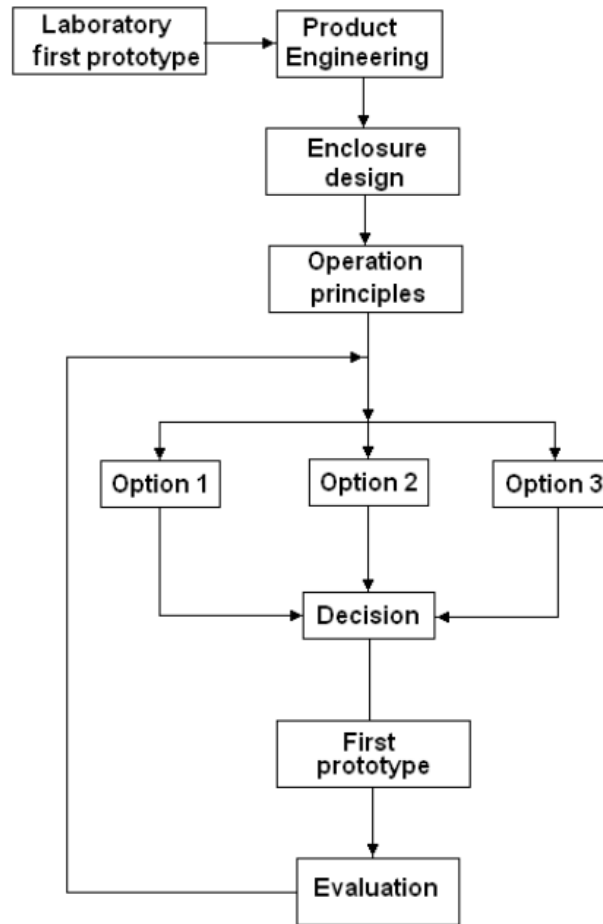 Laboratory
first prototype
Product
Engineering
Enclosure
design
Operation
principles
Option 1
Option 2
Option 3
Decision
First
prototype
Evaluation